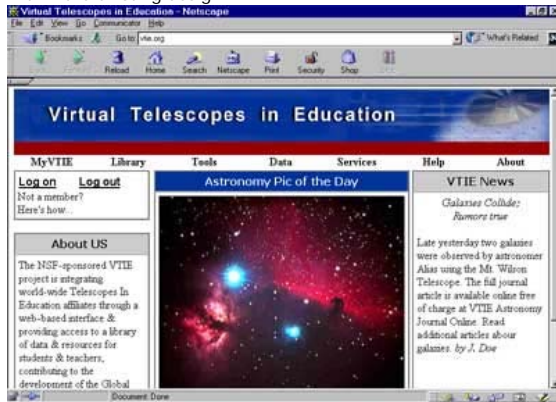 Virtual Telescopes in Education - Netscape
File Edit View Go Communicator Help
Bookmarks Go to: vtie.org What's Related
Reload Home Search Netscape Print Security Shop
Virtual Telescopes in Education
MyVTIE Library Tools Data Services Help About
Log on Log out
Not a member?
Here's how...
About US
The NSF-sponsored VTIE
project is integrating
world-wide Telescopes In
Education affiliates through a
web-based interface &
providing access to a library
of data & resources for
students & teachers,
contributing to the
development of the Global
Astronomy Pic of the Day
VTIE News
Galaxies Collide;
Rumors true
Late yesterday two galaxies
were observed by astronomer
Alias using the Mt. Wilson
Telescope. The full journal
article is available online free
of charge at VTIE Astronomy
Journal Online. Read
additional articles abour
galaxies. by J. Doe
Document: Done